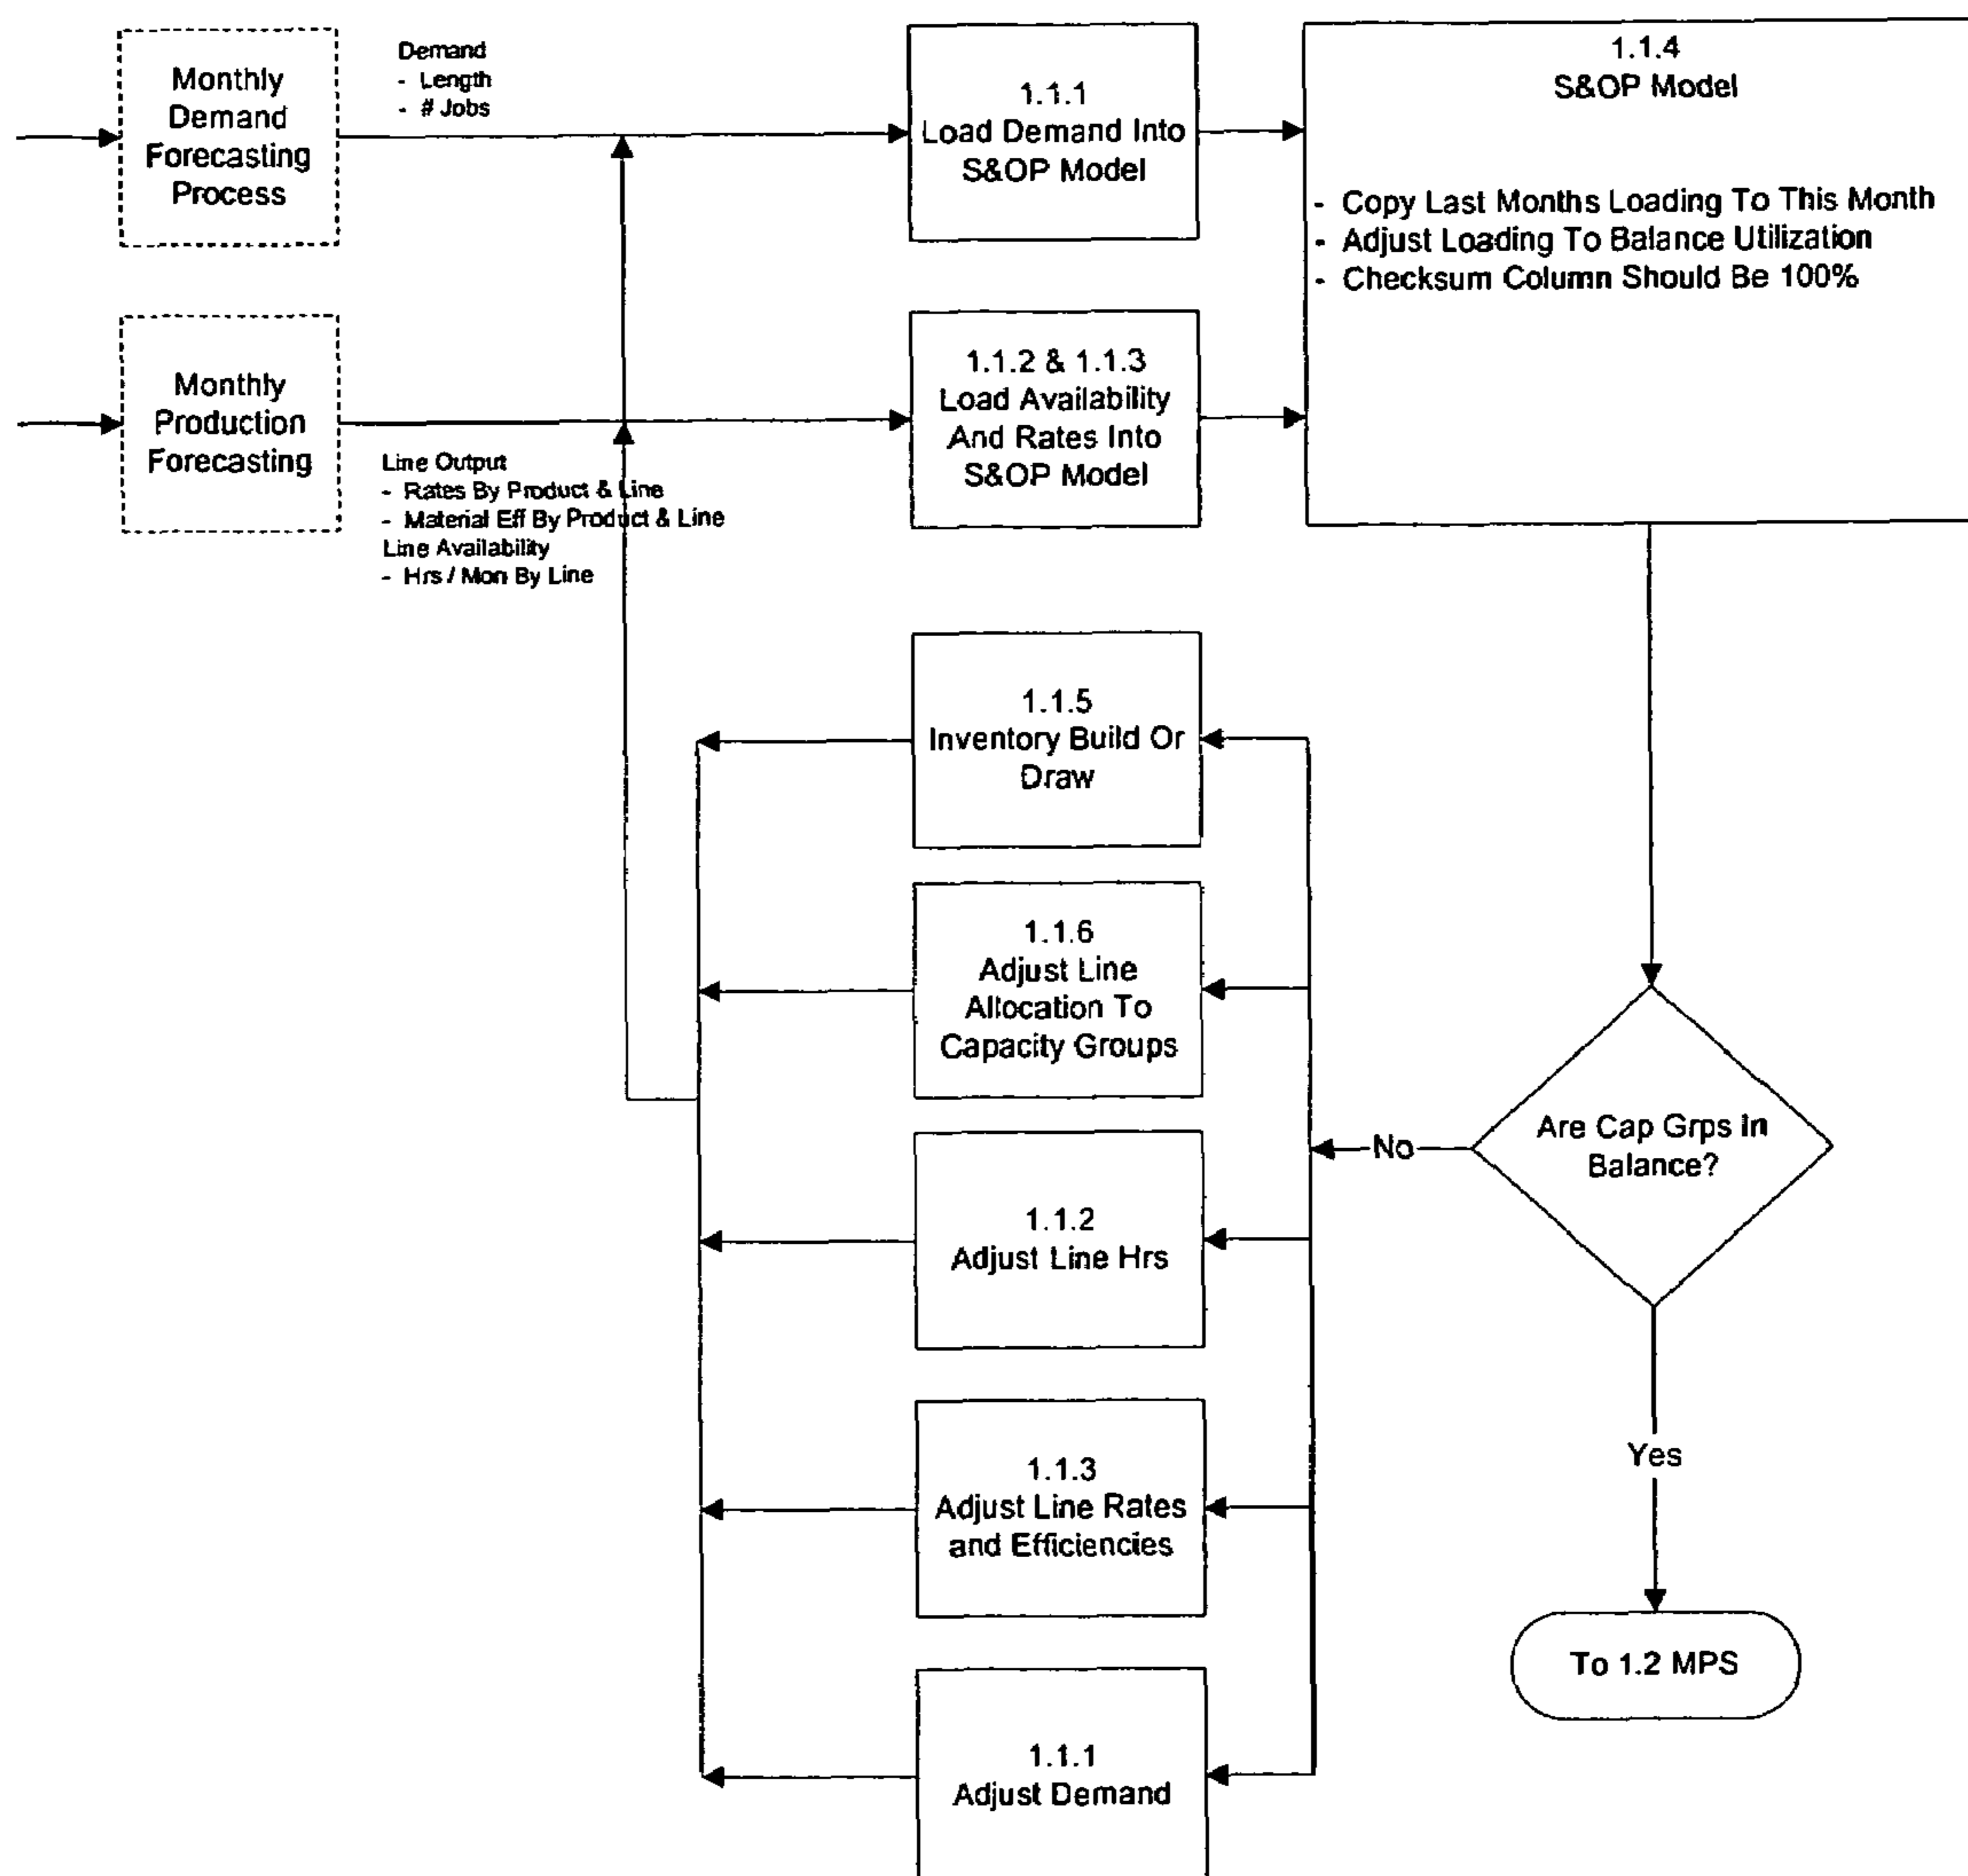 Monthly
Demand
Forecasting
Process
Demand
- Length
- # Jobs
1.1.1
Load Demand Into
S&OP Model
1.1.4
S&OP Model
- Copy Last Months Loading To This Month
- Adjust Loading To Balance Utilization
- Checksum Column Should Be 100%
Monthly
Production
Forecasting
Line Output
- Rates By Product & Line
- Material Eff By Product & Line
Line Availability
- Hrs / Mon By Line
1.1.2 & 1.1.3
Load Availability
And Rates Into
S&OP Model
1.1.5
Inventory Build Or
Draw
1.1.6
Adjust Line
Allocation To
Capacity Groups
1.1.2
Adjust Line Hrs
1.1.3
Adjust Line Rates
and Efficiencies
1.1.1
Adjust Demand
Are Cap Grps In
Balance?
No
Yes
To 1.2 MPS